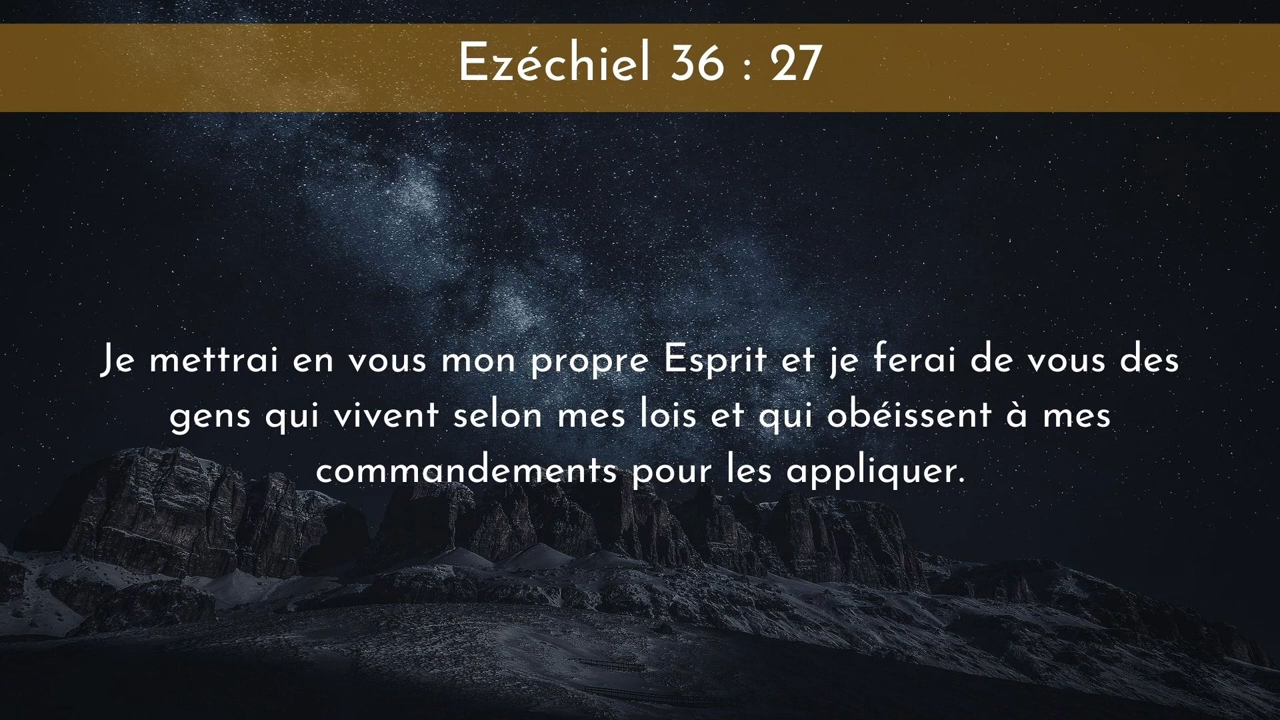 Ezéchiel 36 : 27
Je mettrai en vous mon propre Esprit et je ferai de vous des
gens qui vivent selon mes lois et qui obéissent à mes
commandements pour les appliquer.